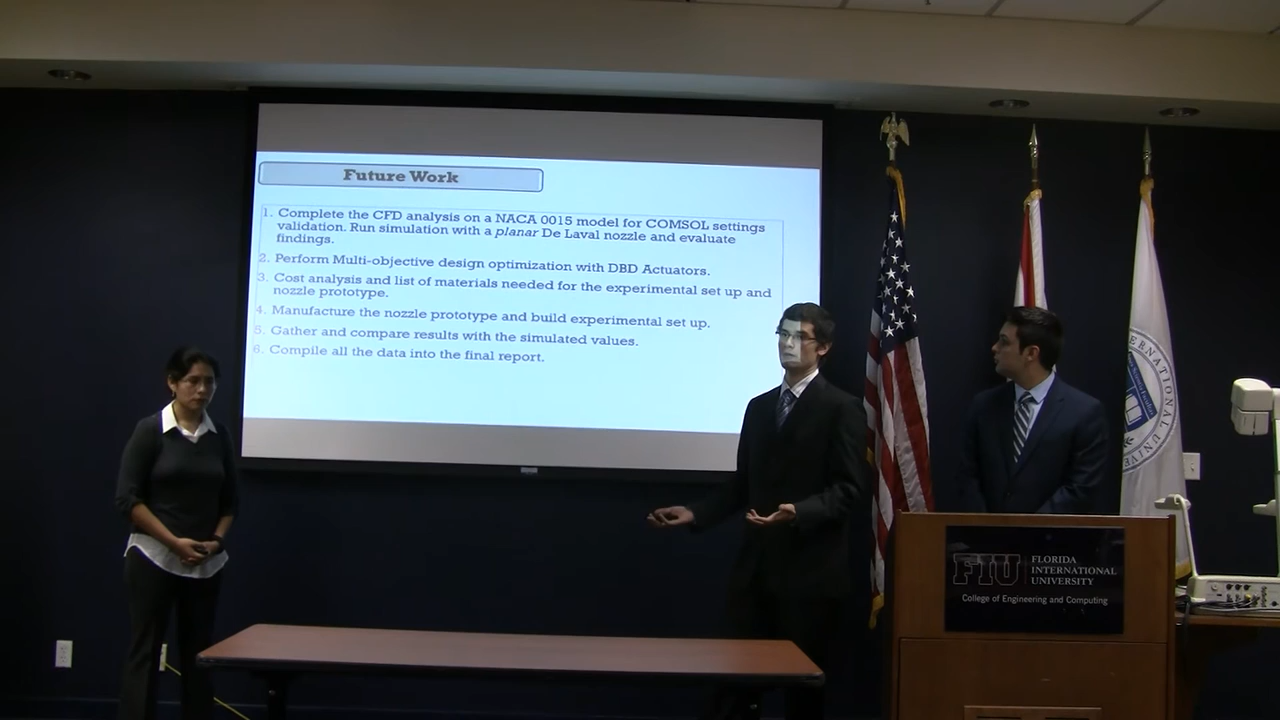 Future Work
1. Complete the CFD analysis on a NACA 0015 model for COMSOL settings
validation. Run simulation with a planar De Laval nozzle and evaluate
findings.
2. Perform Multi-objective design optimization with DBD Actuators.
3. Cost analysis and list of materials needed for the experimental set up and
nozzle prototype.
4. Manufacture the nozzle prototype and build experimental set up.
5. Gather and compare results with the simulated values.
6. Compile all the data into the final report.
FIU
FLORIDA
INTERNATIONAL
UNIVERSITY
College of Engineering and Computing